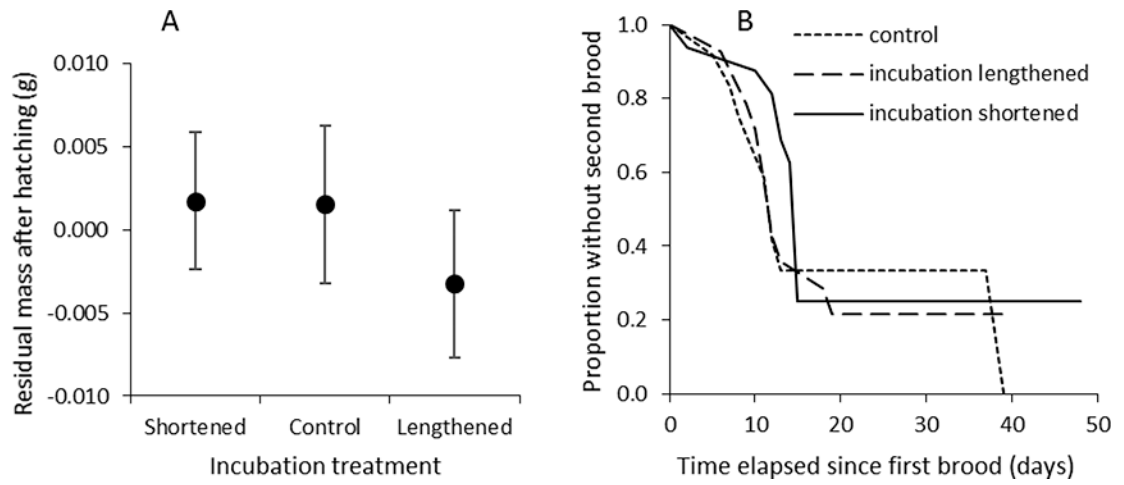 A
Residual mass after hatching (g)
0.010
0.005
0.000
-0.005
-0.010
Shortened Control Lengthened
Incubation treatment
B
Proportion without second brood
1.0
0.8
0.6
0.4
0.2
0.0
control
incubation lengthened
incubation shortened
0 10 20 30 40 50
Time elapsed since first brood (days)